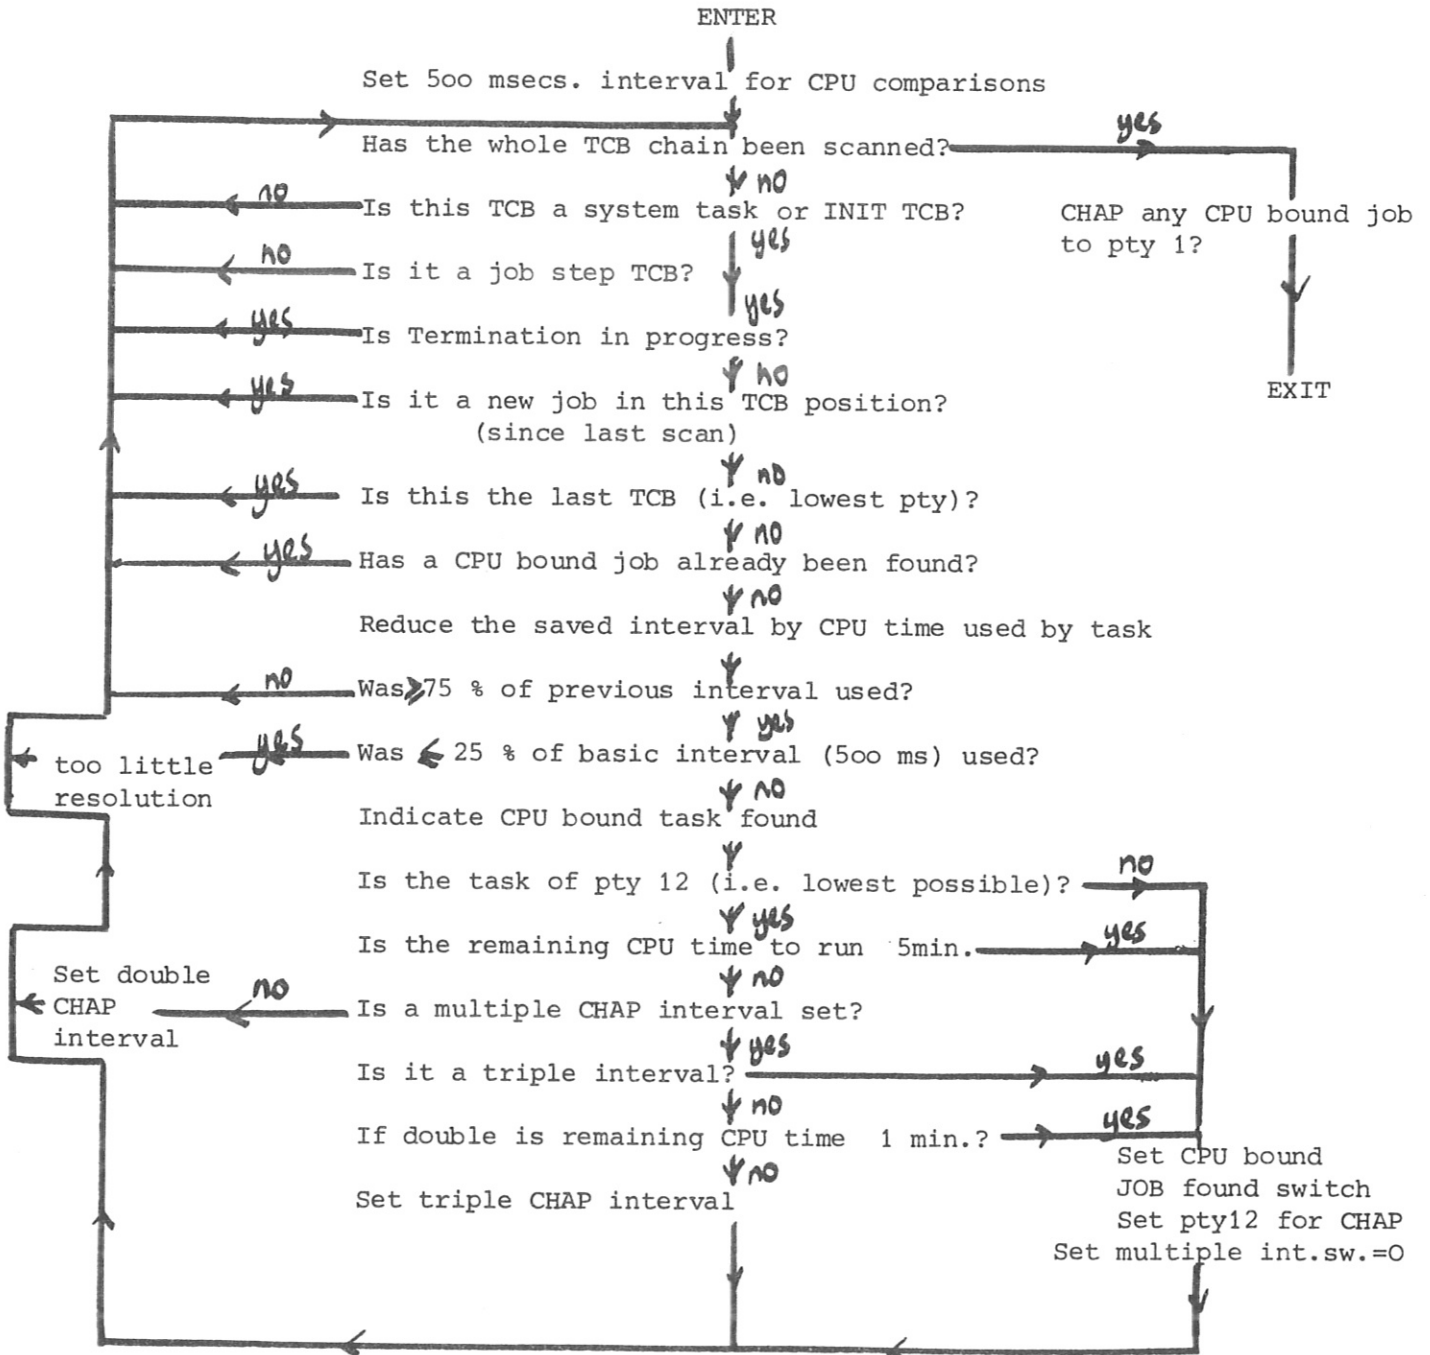 ENTER
Set 5oo msecs. interval for CPU comparisons
yes
Has the whole TCB chain been scanned?
no
no
Is this TCB a system task or INIT TCB?
CHAP any CPU bound job
to pty 1?
yes
no
Is it a job step TCB?
yes
yes
Is Termination in progress?
no
yes
Is it a new job in this TCB position?
(since last scan)
EXIT
no
yes
Is this the last TCB (i.e. lowest pty)?
no
yes
Has a CPU bound job already been found?
no
Reduce the saved interval by CPU time used by task
no
Was ≥75 % of previous interval used?
yes
yes
Was ≤ 25 % of basic interval (5oo ms) used?
too little
resolution
no
Indicate CPU bound task found
no
Is the task of pty 12 (i.e. lowest possible)?
yes
yes
Is the remaining CPU time to run 5min.
no
Set double
CHAP
interval
no
Is a multiple CHAP interval set?
yes
yes
Is it a triple interval?
no
yes
If double is remaining CPU time 1 min.?
no
Set CPU bound
JOB found switch
Set pty12 for CHAP
Set multiple int.sw.=O
Set triple CHAP interval